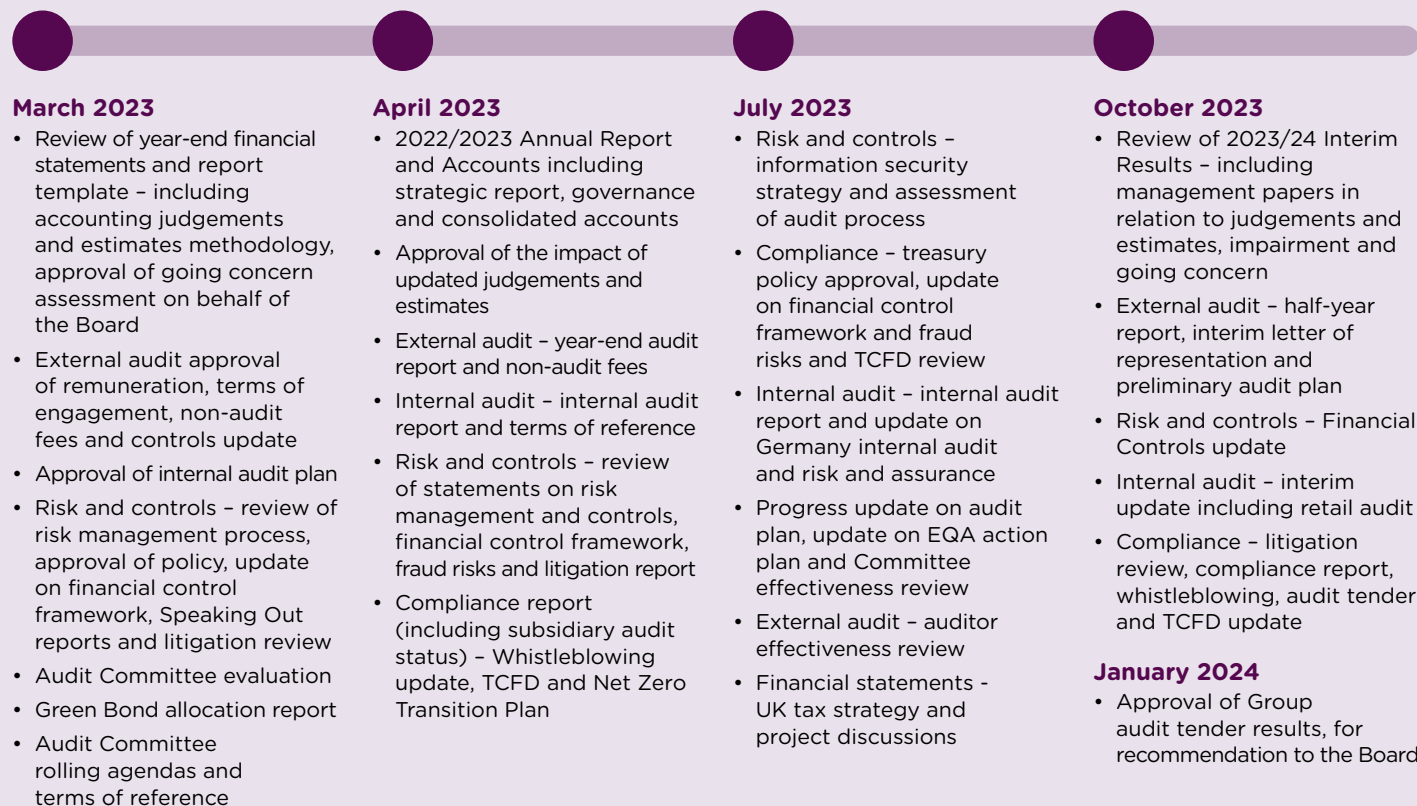 March 2023
• Review of year-end financial
statements and report
template – including
accounting judgements
and estimates methodology,
approval of going concern
assessment on behalf of
the Board
• External audit approval
of remuneration, terms of
engagement, non-audit
fees and controls update
• Approval of internal audit plan
• Risk and controls – review of
risk management process,
approval of policy, update
on financial control
framework, Speaking Out
reports and litigation review
• Audit Committee evaluation
• Green Bond allocation report
• Audit Committee
rolling agendas and
terms of reference
April 2023
• 2022/2023 Annual Report
and Accounts including
strategic report, governance
and consolidated accounts
• Approval of the impact of
updated judgements and
estimates
• External audit – year-end audit
report and non-audit fees
• Internal audit – internal audit
report and terms of reference
• Risk and controls – review
of statements on risk
management and controls,
financial control framework,
fraud risks and litigation report
• Compliance report
(including subsidiary audit
status) – Whistleblowing
update, TCFD and Net Zero
Transition Plan
July 2023
• Risk and controls –
information security
strategy and assessment
of audit process
• Compliance – treasury
policy approval, update
on financial control
framework and fraud
risks and TCFD review
• Internal audit – internal audit
report and update on
Germany internal audit
and risk and assurance
• Progress update on audit
plan, update on EQA action
plan and Committee
effectiveness review
• External audit – auditor
effectiveness review
• Financial statements -
UK tax strategy and
project discussions
October 2023
• Review of 2023/24 Interim
Results – including
management papers in
relation to judgements and
estimates, impairment and
going concern
• External audit – half-year
report, interim letter of
representation and
preliminary audit plan
• Risk and controls – Financial
Controls update
• Internal audit – interim
update including retail audit
• Compliance – litigation
review, compliance report,
whistleblowing, audit tender
and TCFD update
January 2024
• Approval of Group
audit tender results, for
recommendation to the Board